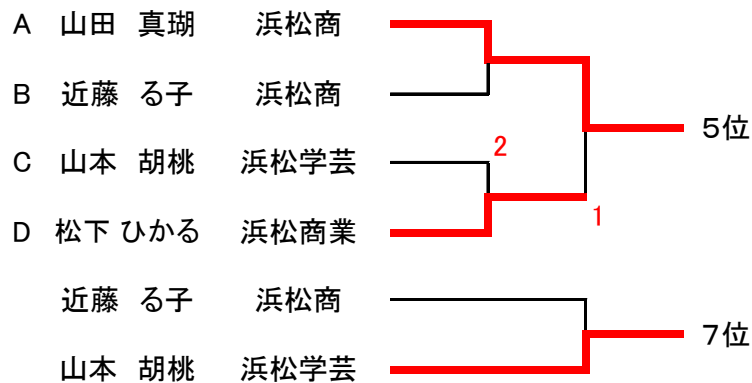 A 山田 真瑚 浜松商
B 近藤 る子 浜松商
5位
2
C 山本 胡桃 浜松学芸
D 松下 ひかる 浜松商業
1
近藤 る子 浜松商
7位
山本 胡桃 浜松学芸